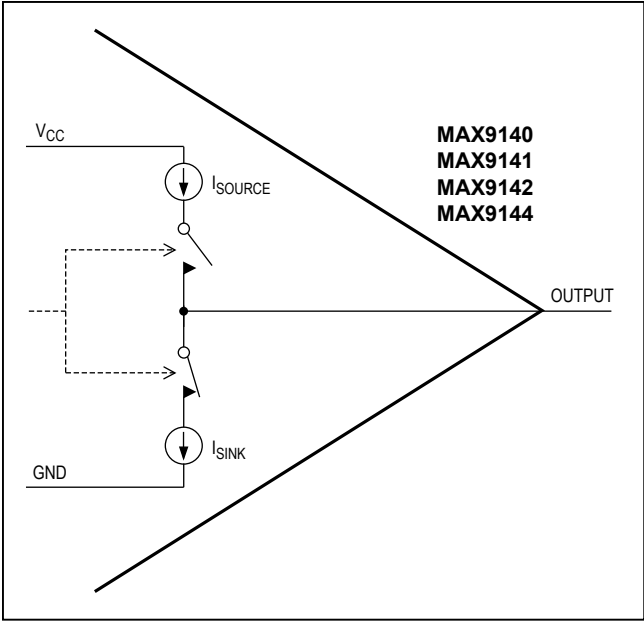 MAX9140
MAX9141
MAX9142
MAX9144
VCC
ISOURCE
OUTPUT
ISINK
GND